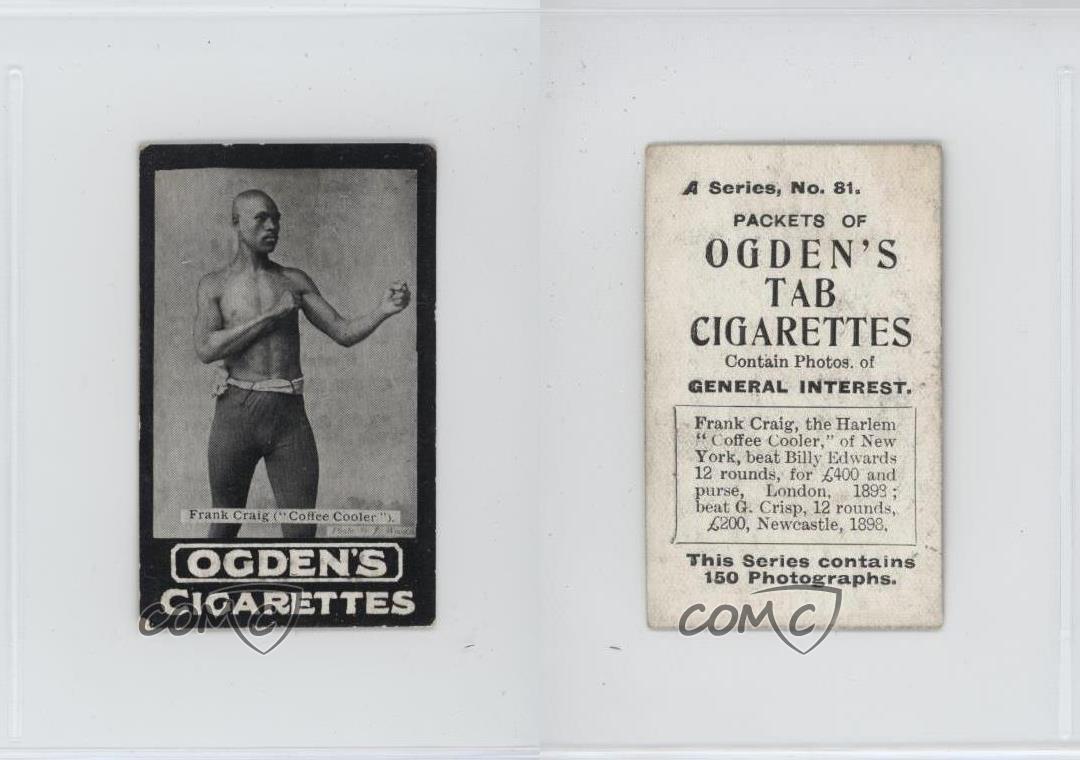 Frank Craig ("Coffee Cooler").
OGDEN'S
CIGARETTES
COMC
A Series, No. 81.
PACKETS OF
OGDEN'S
TAB
CIGARETTES
Contain Photos. of
GENERAL INTEREST.
Frank Craig, the Harlem
"Coffee Cooler," of New
York, beat Billy Edwards
12 rounds, for £400 and
purse, London, 1898;
beat G. Crisp, 12 rounds,
£200, Newcastle, 1898.
This Series contains
150 Photographs.
COMC